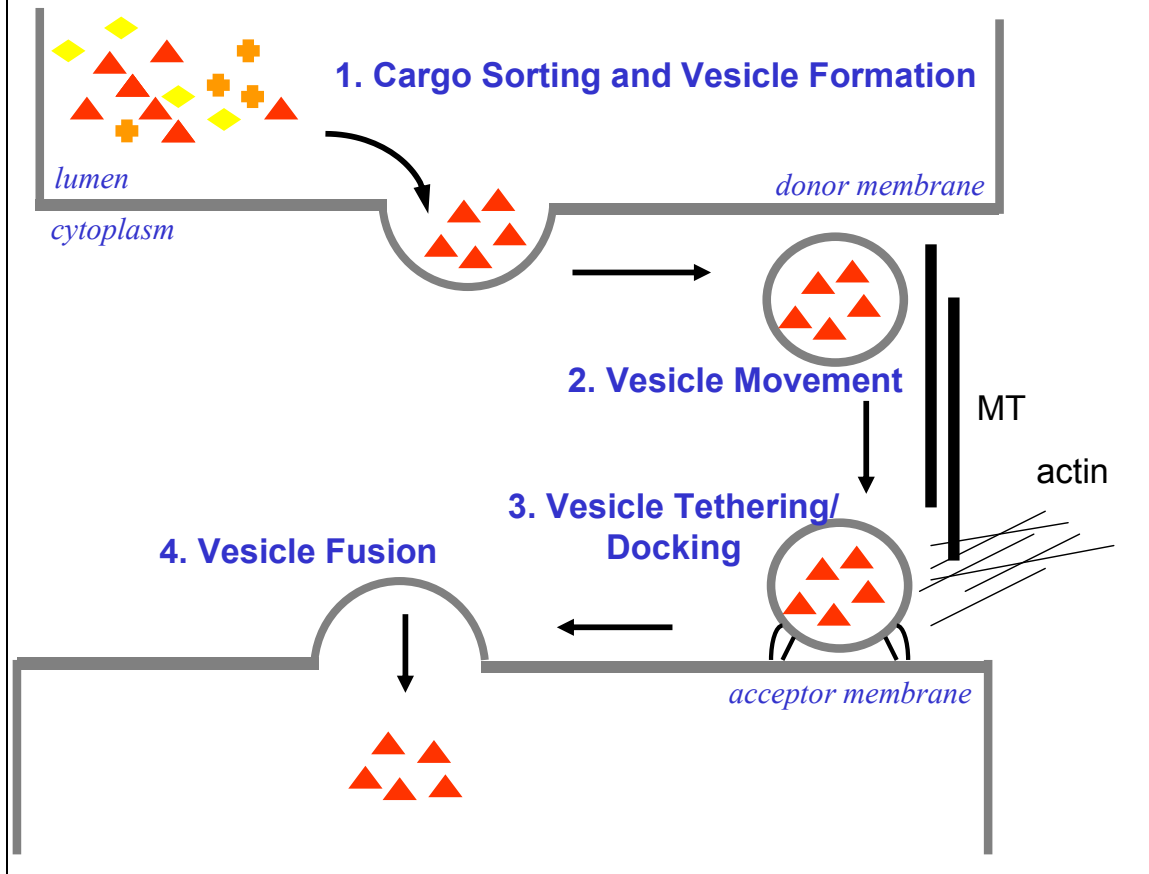 1. Cargo Sorting and Vesicle Formation
lumen
donor membrane
cytoplasm
2. Vesicle Movement
MT
actin
3. Vesicle Tethering/
Docking
4. Vesicle Fusion
acceptor membrane